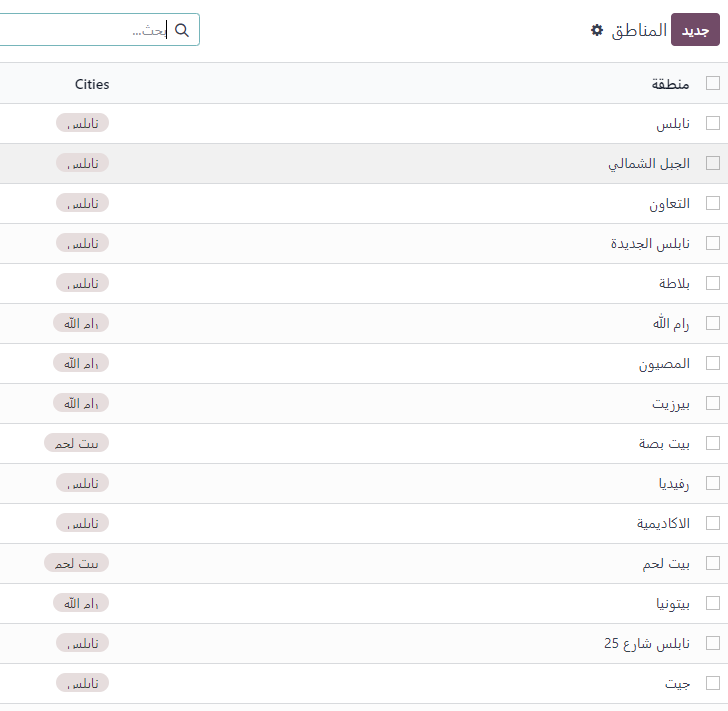 جديد المناطق بحث...
منطقة Cities
نابلس نابلس
الجبل الشمالي نابلس
التعاون نابلس
نابلس الجديدة نابلس
بلاطة نابلس
رام الله رام الله
المصيون رام الله
بيرزيت رام الله
بيت بصة بيت لحم
رفيديا نابلس
الاكاديمية نابلس
بيت لحم بيت لحم
بيتونيا رام الله
نابلس شارع 25 نابلس
جيت نابلس